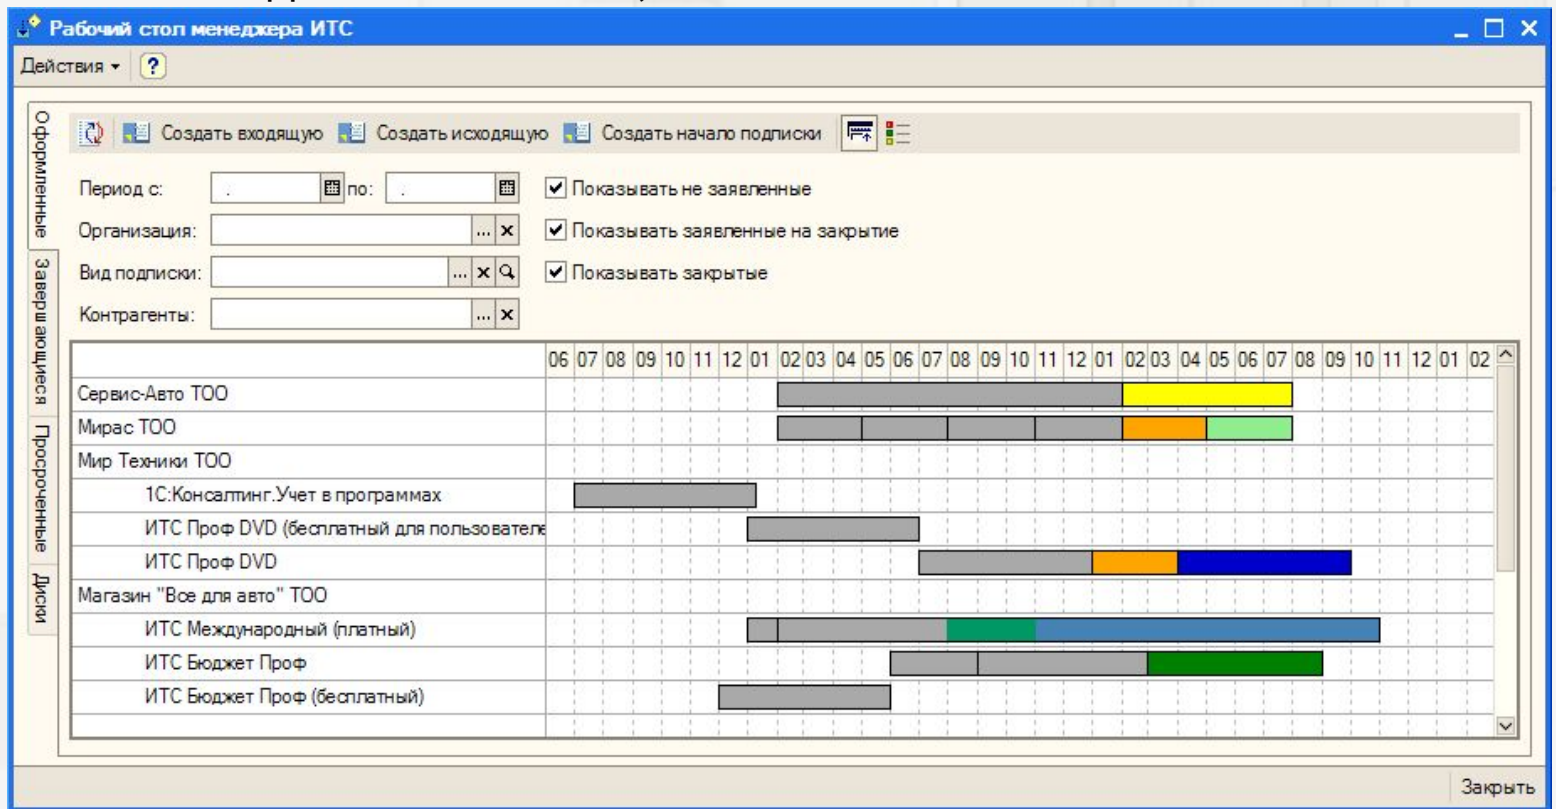 Рабочий стол менеджера ИТС
Действия
?
Оформленные
Завершающиеся
Просроченные
Диски
Создать входящую Создать исходящую Создать начало подписки
Период с: . по: . Показывать не заявленные
Организация: ... x Показывать заявленные на закрытие
Вид подписки: ... x Показывать закрытые
Контрагенты: ... x
06 07 08 09 10 11 12 01 02 03 04 05 06 07 08 09 10 11 12 01 02 03 04 05 06 07 08 09 10 11 12 01 02
Сервис-Авто ТОО
Мирас ТОО
Мир Техники ТОО
1С:Консалтинг.Учет в программах
ИТС Проф DVD (бесплатный для пользователе
ИТС Проф DVD
Магазин "Все для авто" ТОО
ИТС Международный (платный)
ИТС Бюджет Проф
ИТС Бюджет Проф (бесплатный)
Закрыть